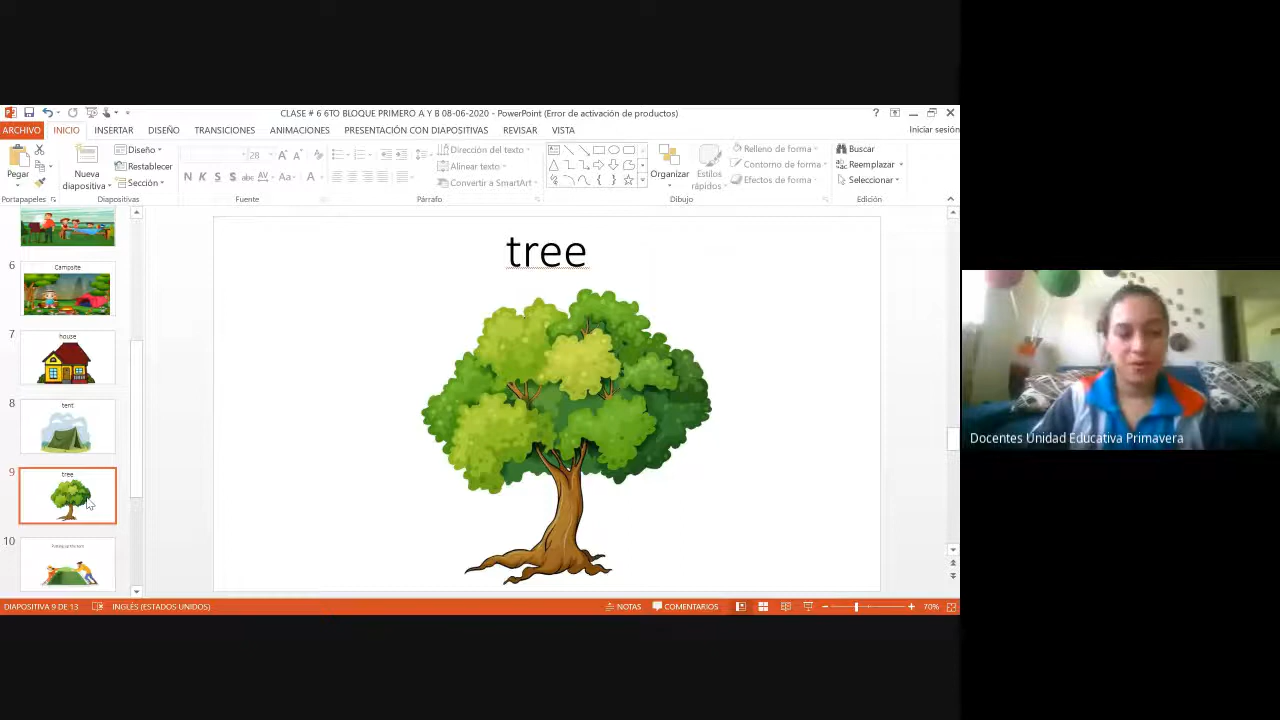 CLASE # 6 6TO BLOQUE PRIMERO A Y B 08-06-2020 - PowerPoint (Error de activación de productos)
ARCHIVO INICIO INSERTAR DISEÑO TRANSICIONES ANIMACIONES PRESENTACIÓN CON DIAPOSITIVAS REVISAR VISTA Iniciar sesión
Pegar
Nueva diapositiva
Diseño
Restablecer
Sección
28
N K S S abc AV Aa A
Dirección del texto
Alinear texto
Convertir a SmartArt
Organizar
Estilos rápidos
Relleno de forma
Contorno de forma
Efectos de forma
Buscar
Reemplazar
Seleccionar
Portapapeles Diapositivas Fuente Párrafo Dibujo Edición
6
Campsite
7
house
8
tent
9
tree
10
tree
Docentes Unidad Educativa Primavera
DIAPOSITIVA 9 DE 13 INGLÉS (ESTADOS UNIDOS) NOTAS COMENTARIOS 70%